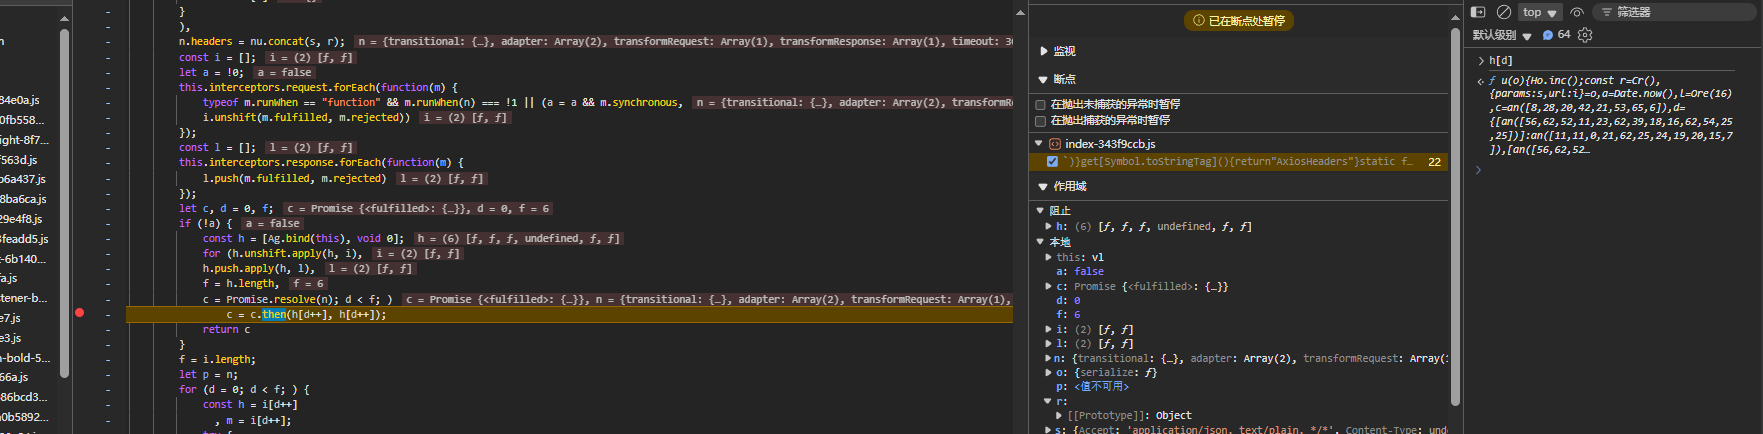 84e0a.js
0fb558...
ight-8f7...
f563d.js
b6a437.js
8ba6ca.js
29e4f8.js
3feadd5.js
t-6b140...
fa.js
stener-b...
e7.js
e3.js
n-bold-5...
66a.js
86bcd3...
a0b5892...
}
),
n.headers = nu.concat(s, r); n = {transitional: {…}, adapter: Array(2), transformRequest: Array(1), transformResponse: Array(1), timeout: 30
const i = []; i = (2) [ƒ, ƒ]
let a = !0; a = false
this.interceptors.request.forEach(function(m) {
typeof m.runWhen == "function" && m.runWhen(n) === !1 || (a = a && m.synchronous, n = {transitional: {…}, adapter: Array(2), transfor
i.unshift(m.fulfilled, m.rejected)) i = (2) [ƒ, ƒ]
});
const l = []; l = (2) [ƒ, ƒ]
this.interceptors.response.forEach(function(m) {
l.push(m.fulfilled, m.rejected) l = (2) [ƒ, ƒ]
});
let c, d = 0, f; c = Promise {<fulfilled>: {…}}, d = 0, f = 6
if (!a) { a = false
const h = [Ag.bind(this), void 0]; h = (6) [ƒ, ƒ, ƒ, undefined, ƒ, ƒ]
for (h.unshift.apply(h, i), i = (2) [ƒ, ƒ]
h.push.apply(h, l), l = (2) [ƒ, ƒ]
f = h.length, f = 6
c = Promise.resolve(n); d < f; ) c = Promise {<fulfilled>: {…}}, n = {transitional: {…}, adapter: Array(2), transformRequest: Array(1),
c = c.then(h[d++], h[d++]);
return c
}
f = i.length;
let p = n;
for (d = 0; d < f; ) {
const h = i[d++]
, m = i[d++];
try {
已在断点处暂停
监视
断点
在抛出未捕获的异常时暂停
在抛出捕获的异常时暂停
index-343f9ccb.js
`)}get[Symbol.toStringTag](){return"AxiosHeaders"}static f… 22
作用域
阻止
h: (6) [ƒ, ƒ, ƒ, undefined, ƒ, ƒ]
本地
this: vl
a: false
c: Promise {<fulfilled>: {…}}
d: 0
f: 6
i: (2) [ƒ, ƒ]
l: (2) [ƒ, ƒ]
n: {transitional: {…}, adapter: Array(2), transformRequest: Array(1
o: {serialize: ƒ}
p: <值不可用>
r:
[[Prototype]]: Object
s: {Accept: 'application/json, text/plain, */*', Content-Type: und
top 筛选器
默认级别 64
h[d]
ƒ u(o){Ho.inc();const r=Cr(),
{params:s,url:i}=o,a=Date.now(),l=Ore(16)
,c=an([8,28,20,42,21,53,65,6]),d=
{[an([56,62,52,11,23,62,39,18,16,62,54,25
,25])]:an([11,11,0,21,62,25,24,19,20,15,7
]),[an([56,62,52…